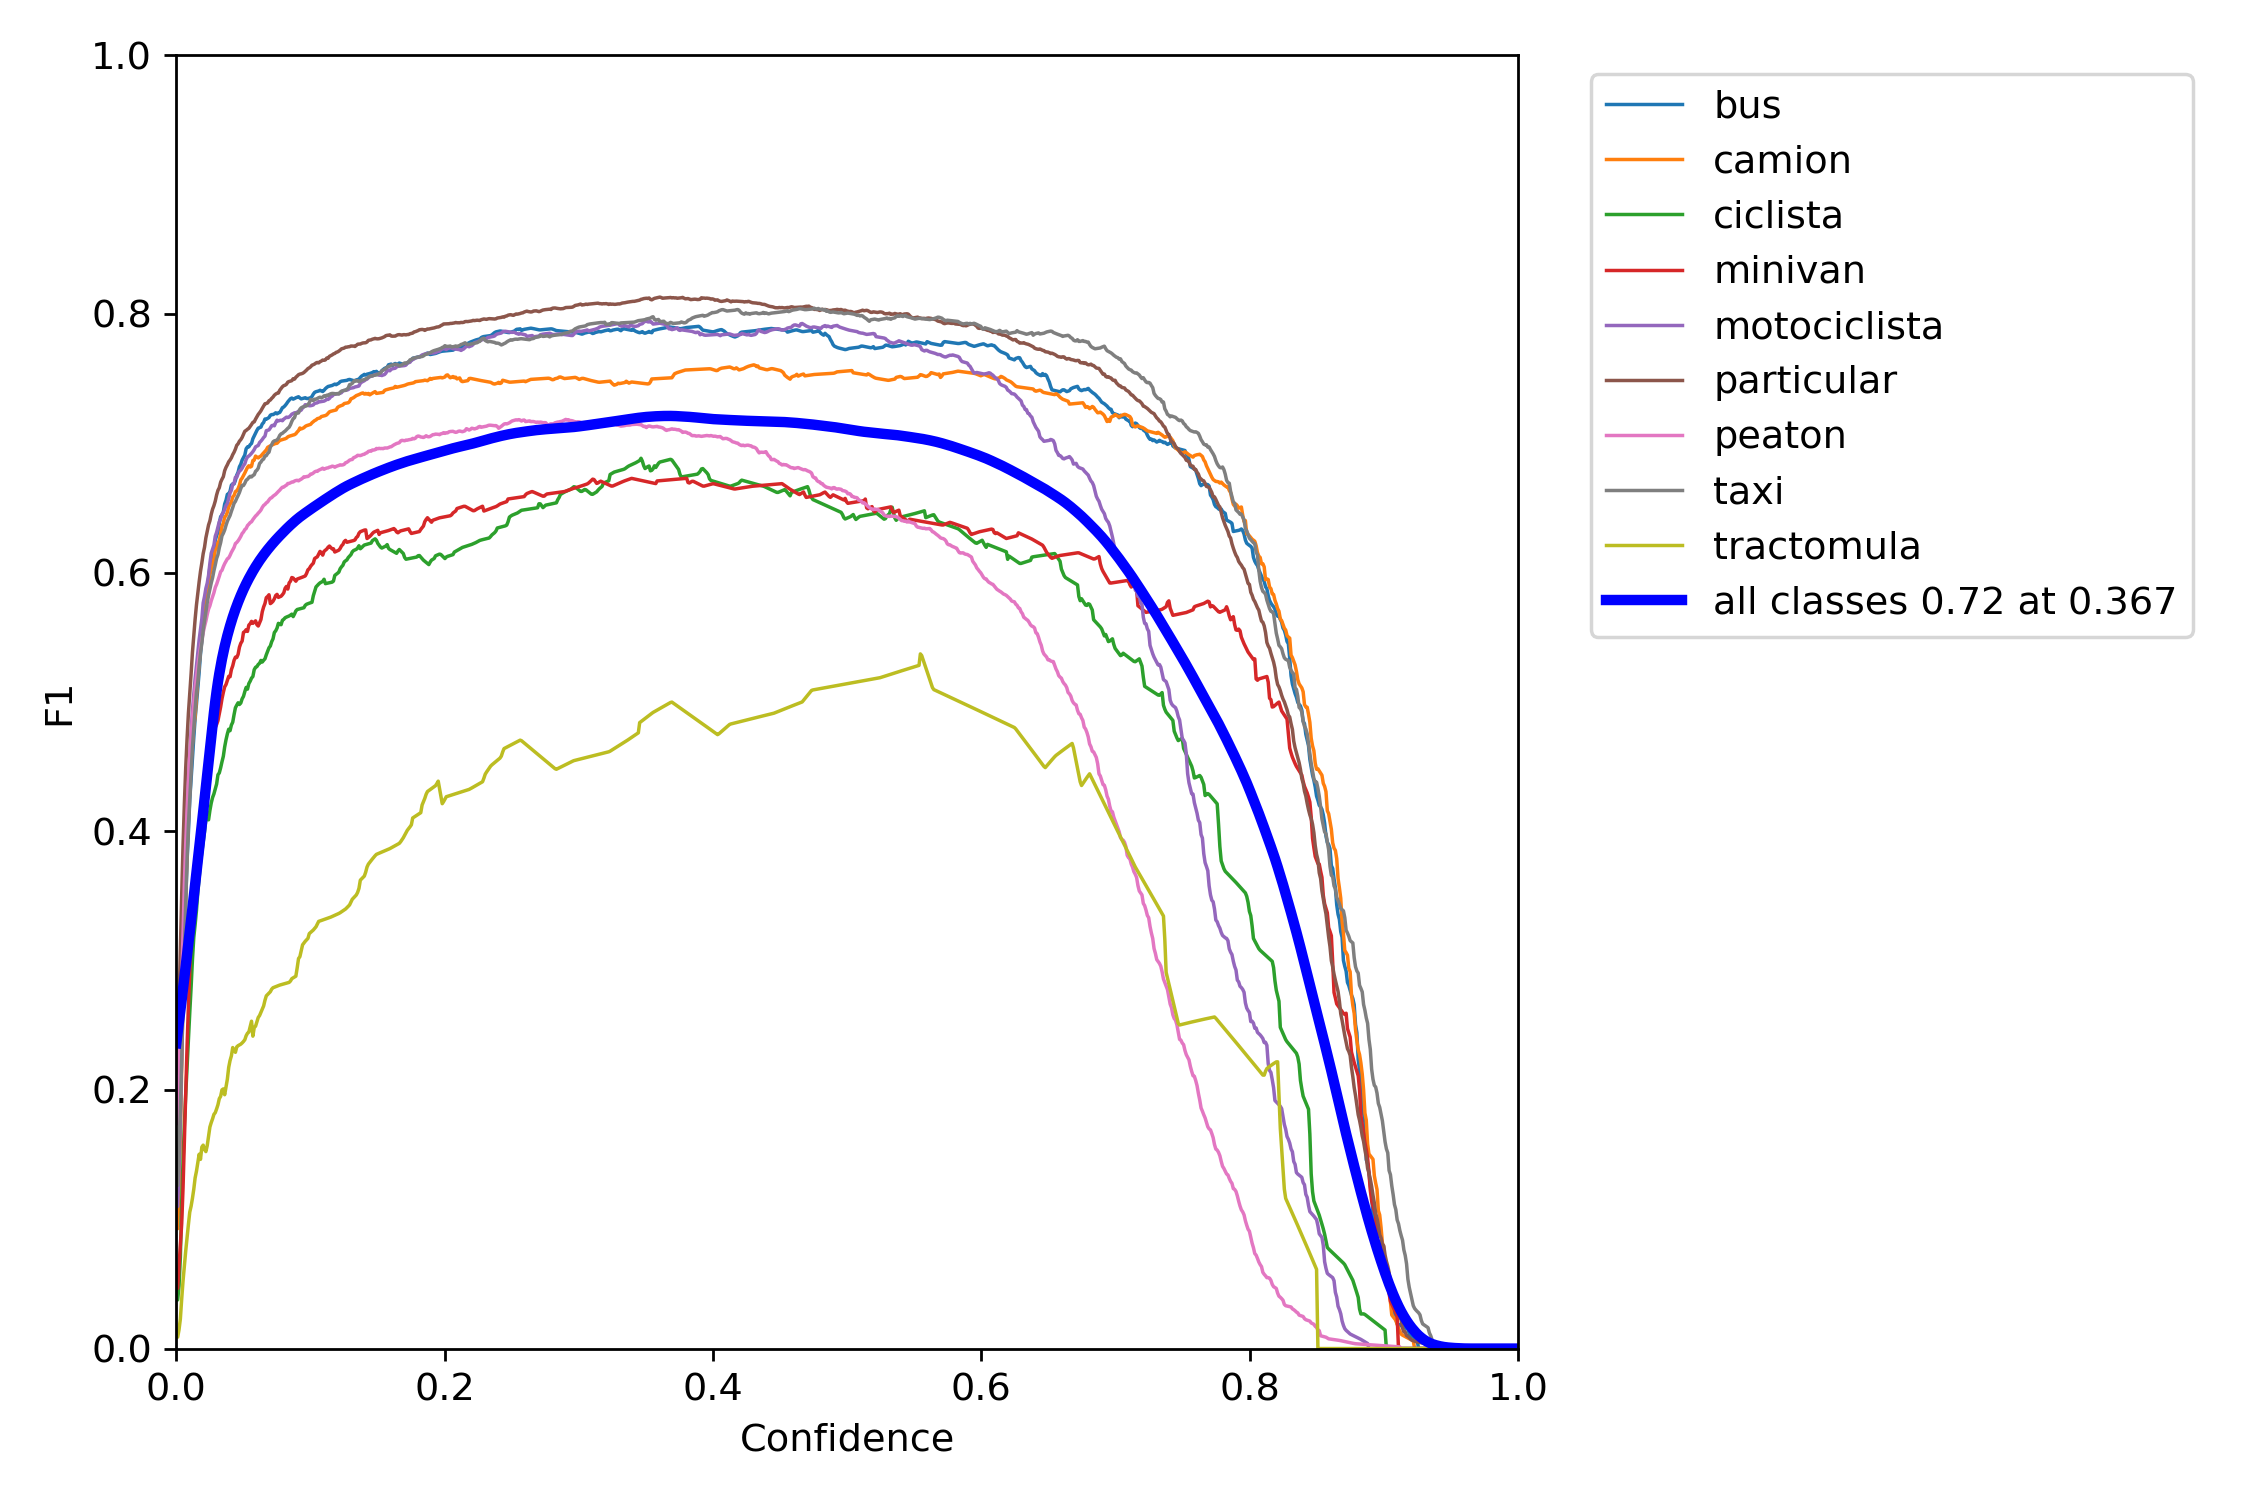 1.0
0.8
0.6
0.4
0.2
0.0
F1
0.0 0.2 0.4 0.6 0.8 1.0
Confidence
bus
camion
ciclista
minivan
motociclista
particular
peaton
taxi
tractomula
all classes 0.72 at 0.367